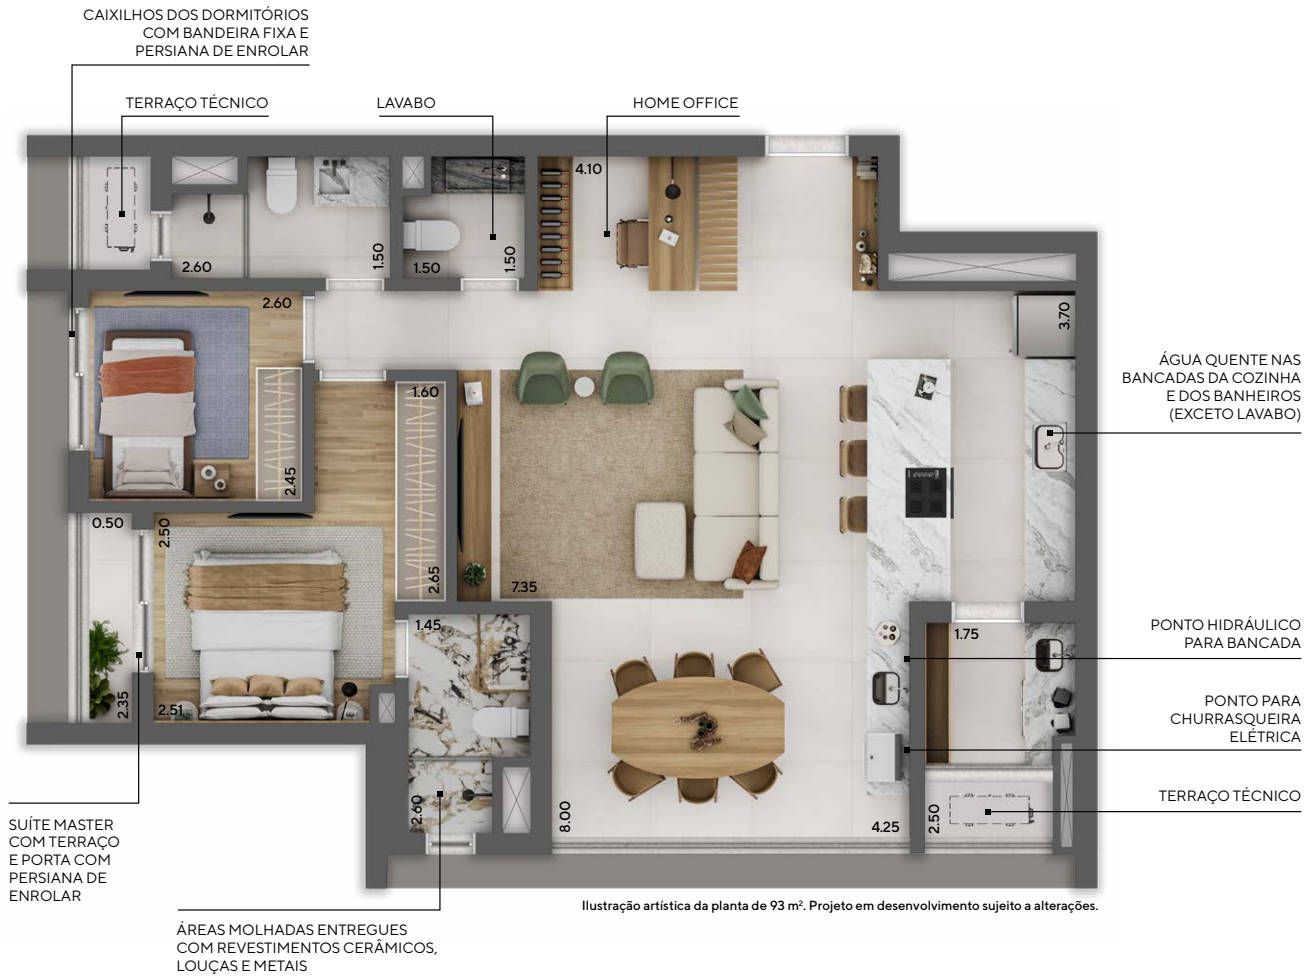 CAIXILHOS DOS DORMITÓRIOS
COM BANDEIRA FIXA E
PERSIANA DE ENROLAR
TERRAÇO TÉCNICO
LAVABO
HOME OFFICE
4.10
1.50
2.60
1.50
1.50
2.60
3.70
ÁGUA QUENTE NAS
BANCADAS DA COZINHA
E DOS BANHEIROS
(EXCETO LAVABO)
1.60
2.45
0.50
2.50
2.65
7.35
1.45
1.75
PONTO HIDRÁULICO
PARA BANCADA
2.35
2.51
PONTO PARA
CHURRASQUEIRA
ELÉTRICA
2.60
8.00
4.25
2.50
TERRAÇO TÉCNICO
SUÍTE MASTER
COM TERRAÇO
E PORTA COM
PERSIANA DE
ENROLAR
Ilustração artística da planta de 93 m². Projeto em desenvolvimento sujeito a alterações.
ÁREAS MOLHADAS ENTREGUES
COM REVESTIMENTOS CERÂMICOS,
LOUÇAS E METAIS